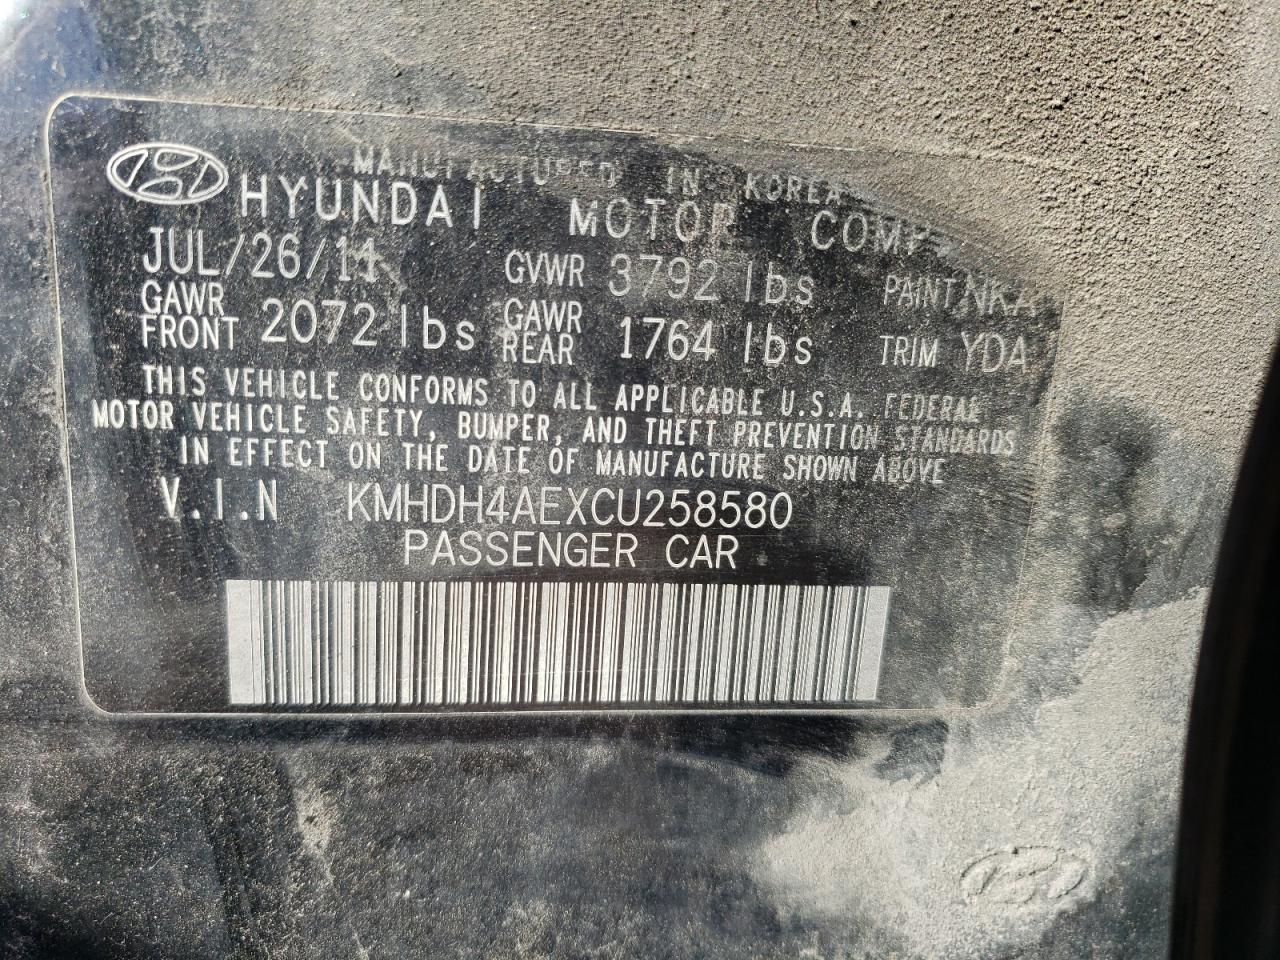 MANUFACTURED IN KOREA
HYUNDAI MOTOR
JUL/26/11 GVWR 3792 lbs PAINT
GAWR FRONT 2072 lbs GAWR REAR 1764 lbs TRIM YDA
THIS VEHICLE CONFORMS TO ALL APPLICABLE U.S.A. FEDERAL
MOTOR VEHICLE SAFETY, BUMPER, AND THEFT PREVENTION STANDARDS
IN EFFECT ON THE DATE OF MANUFACTURE SHOWN ABOVE
V.I.N KMHDH4AEXCU258580
PASSENGER CAR